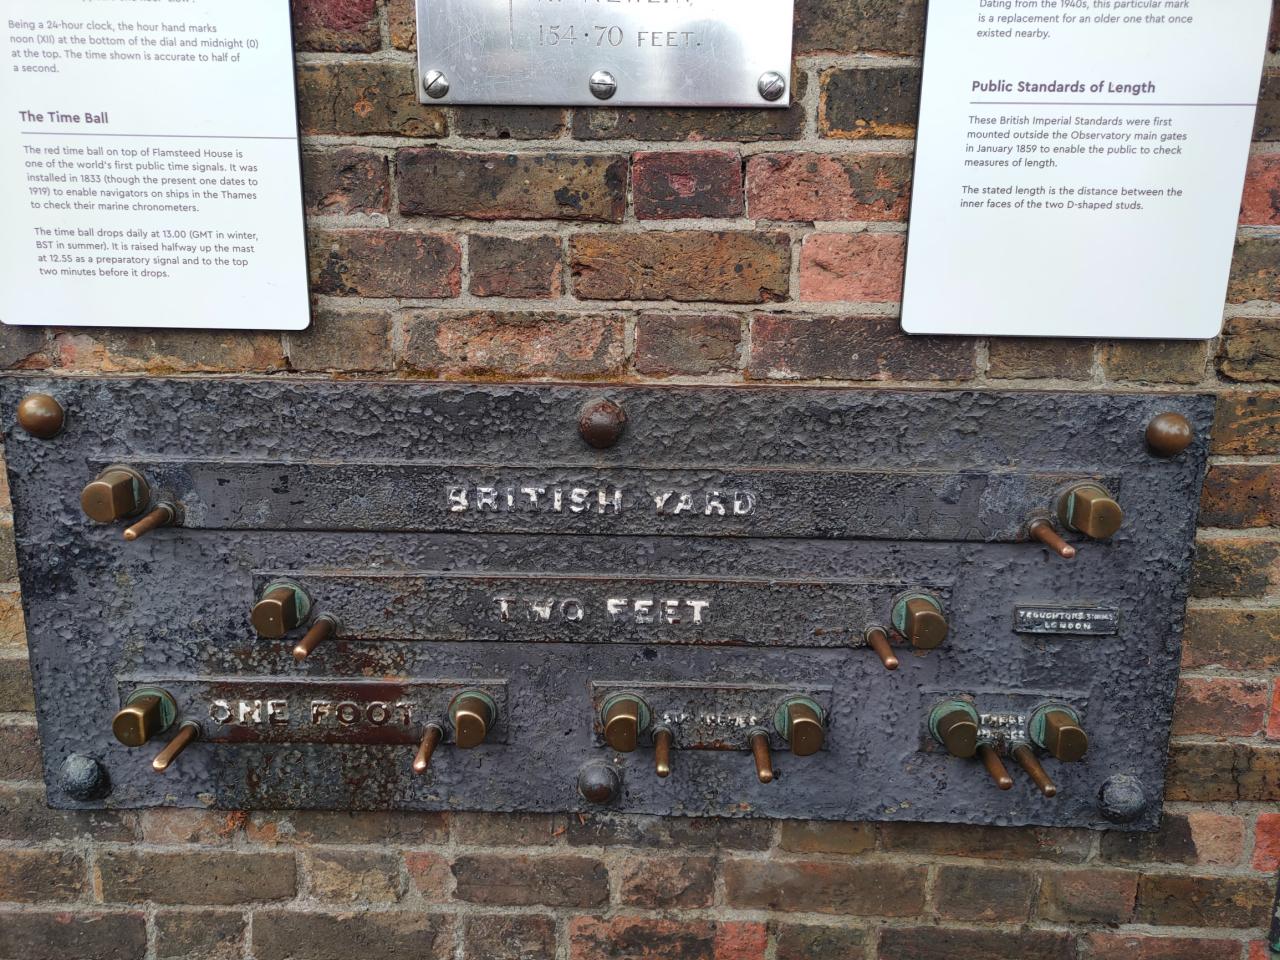 Being a 24-hour clock, the hour hand marks
noon (XII) at the bottom of the dial and midnight (0)
at the top. The time shown is accurate to half of
a second.
The Time Ball
The red time ball on top of Flamsteed House is
one of the world's first public time signals. It was
installed in 1833 (though the present one dates to
1919) to enable navigators on ships in the Thames
to check their marine chronometers.
The time ball drops daily at 13.00 (GMT in winter,
BST in summer). It is raised halfway up the mast
at 12.55 as a preparatory signal and to the top
two minutes before it drops.
154·70 FEET.
Dating from the 1940s, this particular mark
is a replacement for an older one that once
existed nearby.
Public Standards of Length
These British Imperial Standards were first
mounted outside the Observatory main gates
in January 1859 to enable the public to check
measures of length.
The stated length is the distance between the
inner faces of the two D-shaped studs.
BRITISH YARD
TWO FEET
TROUGHTON & SIMMS
LONDON
ONE FOOT
SIX INCHES
THREE
INCHES